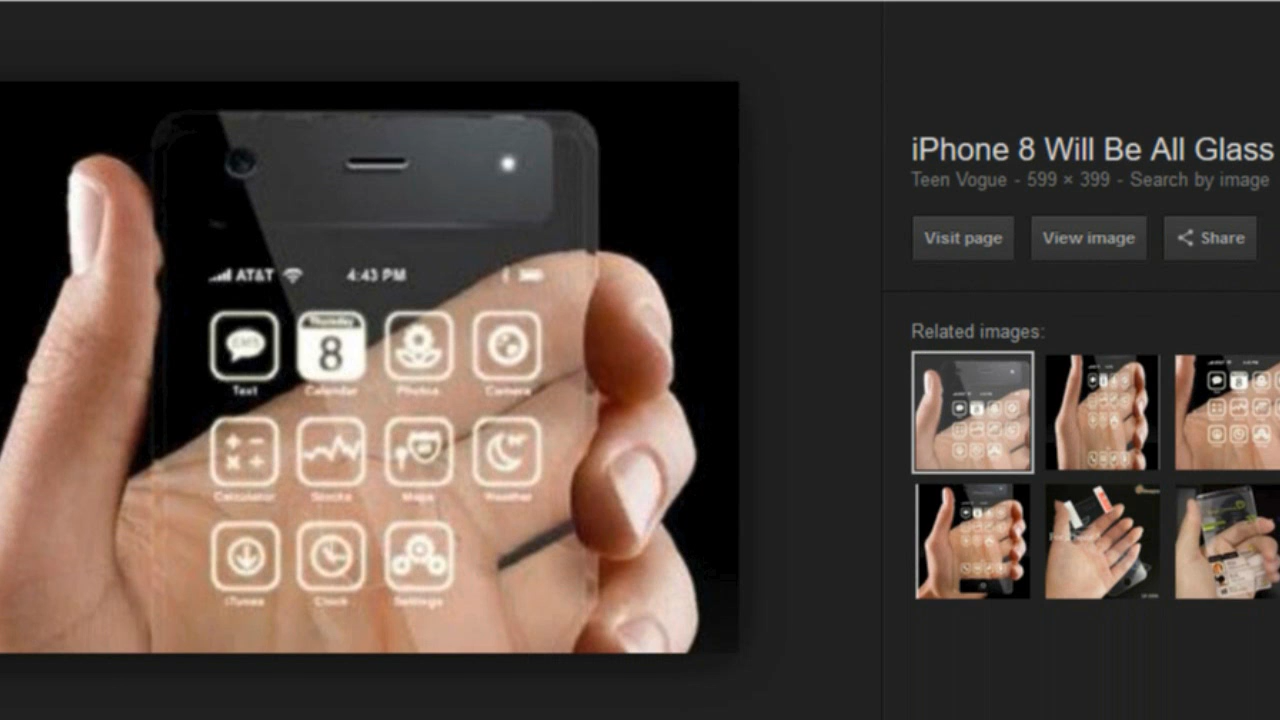 iPhone 8 Will Be All Glass
Teen Vogue - 599 × 399 - Search by image
Visit page
View image
Share
Related images:
AT&T
4:43 PM
Thursday
8
SMS
Text
Calendar
Photos
Camera
Calculator
Stocks
Maps
Weather
iTunes
Clock
Settings